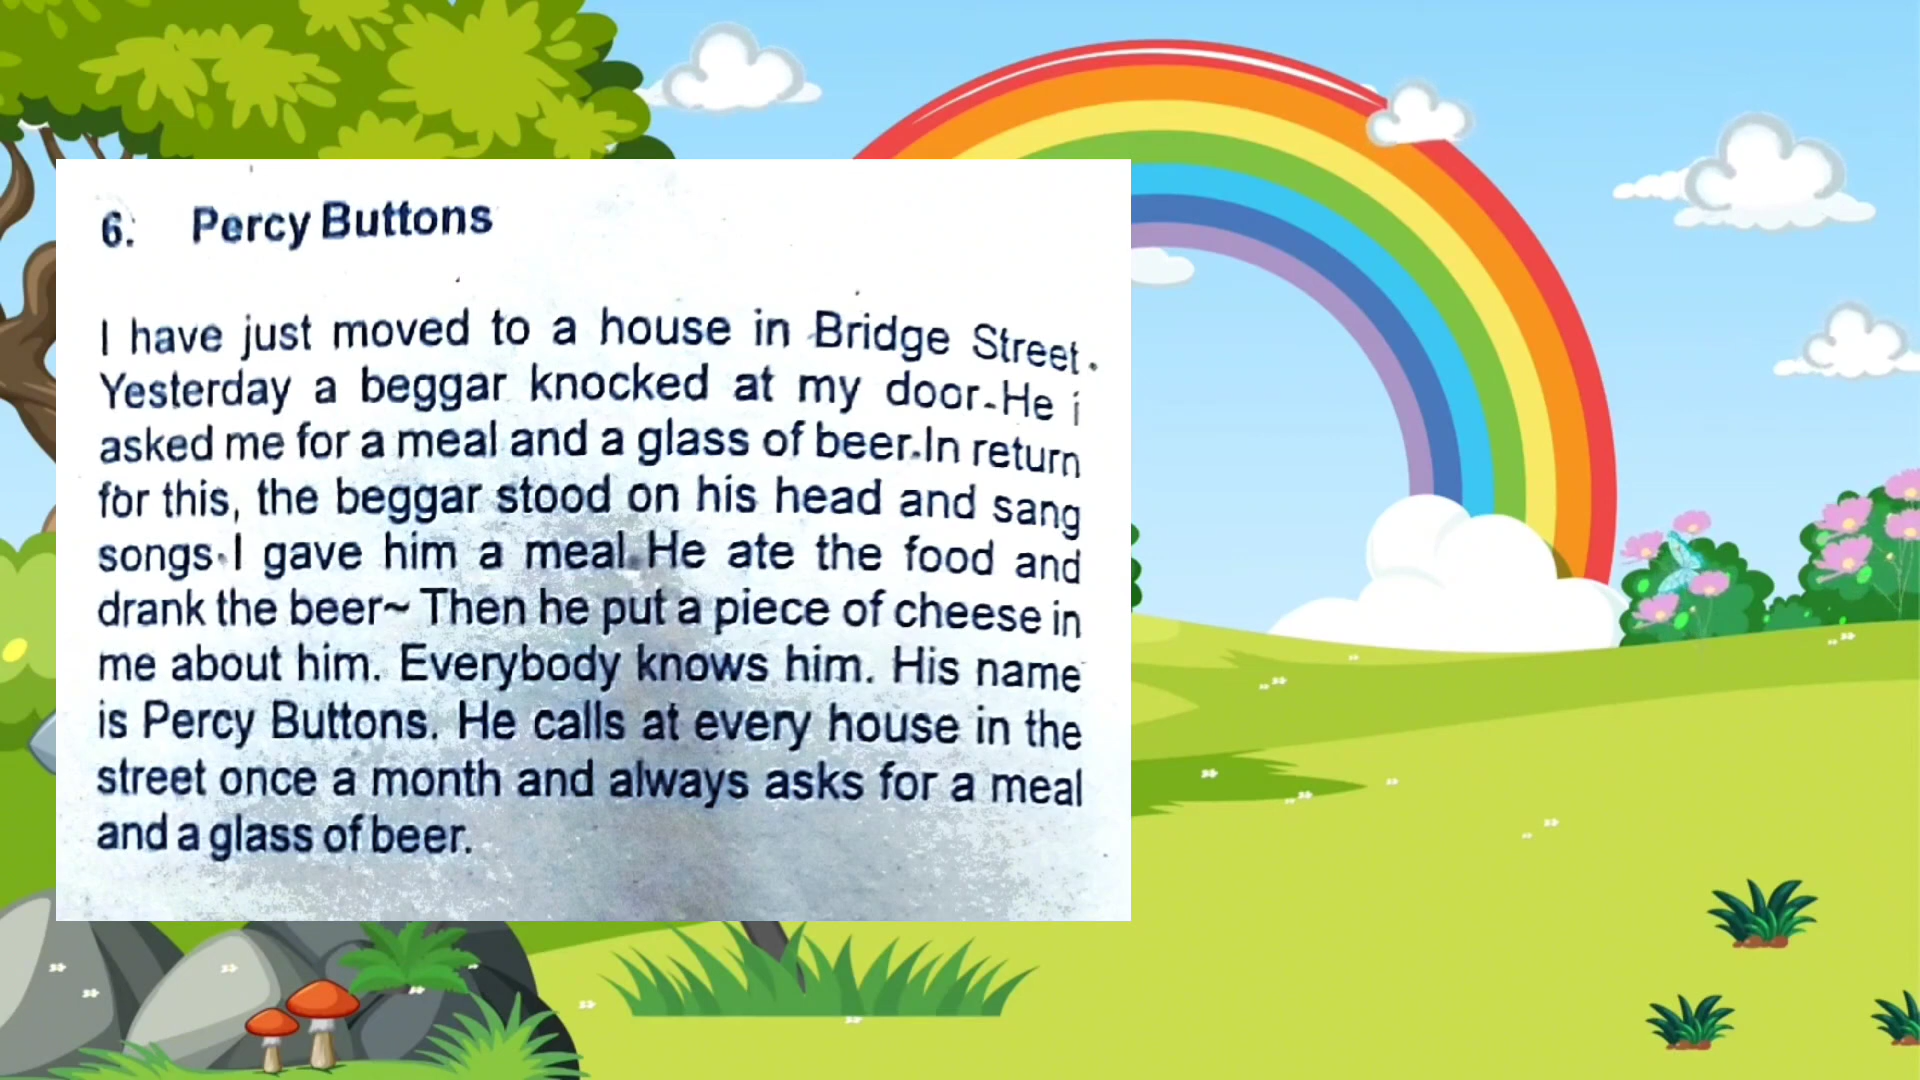 6. Percy Buttons
I have just moved to a house in Bridge Street.
Yesterday a beggar knocked at my door-He i
asked me for a meal and a glass of beer.In return
for this, the beggar stood on his head and sang
songs.I gave him a meal.He ate the food and
drank the beer~ Then he put a piece of cheese in
me about him. Everybody knows him. His name
is Percy Buttons. He calls at every house in the
street once a month and always asks for a meal
and a glass of beer.